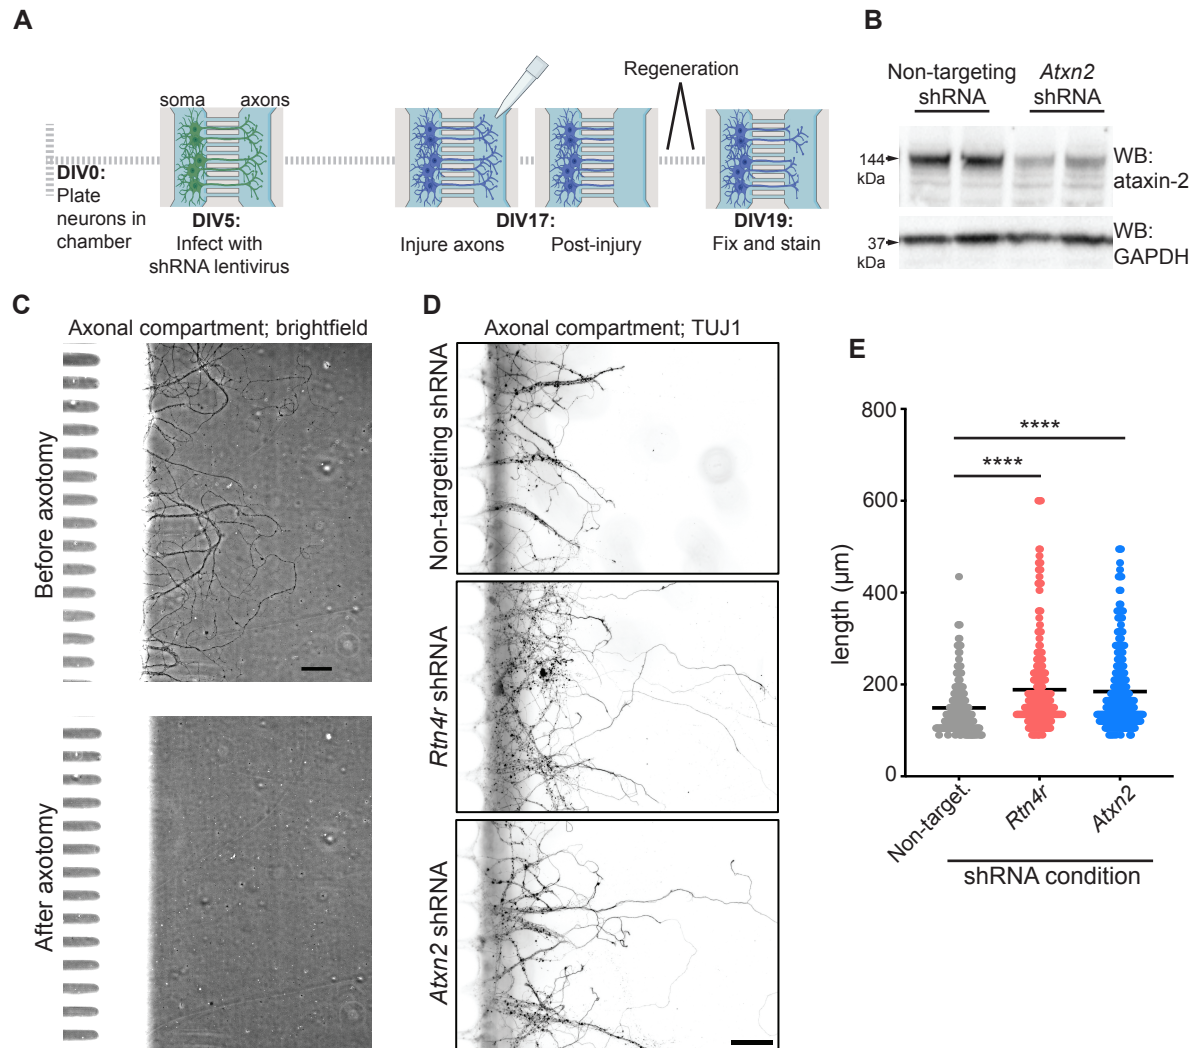 A
soma axons
Regeneration
DIV0:
Plate
neurons in
chamber
DIV5:
Infect with
shRNA lentivirus
DIV17:
Injure axons
Post-injury
DIV19:
Fix and stain
B
Non-targeting
shRNA
Atxn2
shRNA
144
kDa
WB:
ataxin-2
37
kDa
WB:
GAPDH
C
Axonal compartment; brightfield
Before axotomy
After axotomy
D
Axonal compartment; TUJ1
Non-targeting shRNA
Rtn4r shRNA
Atxn2 shRNA
E
800
600
400
200
0
length (µm)
****
****
Non-target.
Rtn4r
Atxn2
shRNA condition